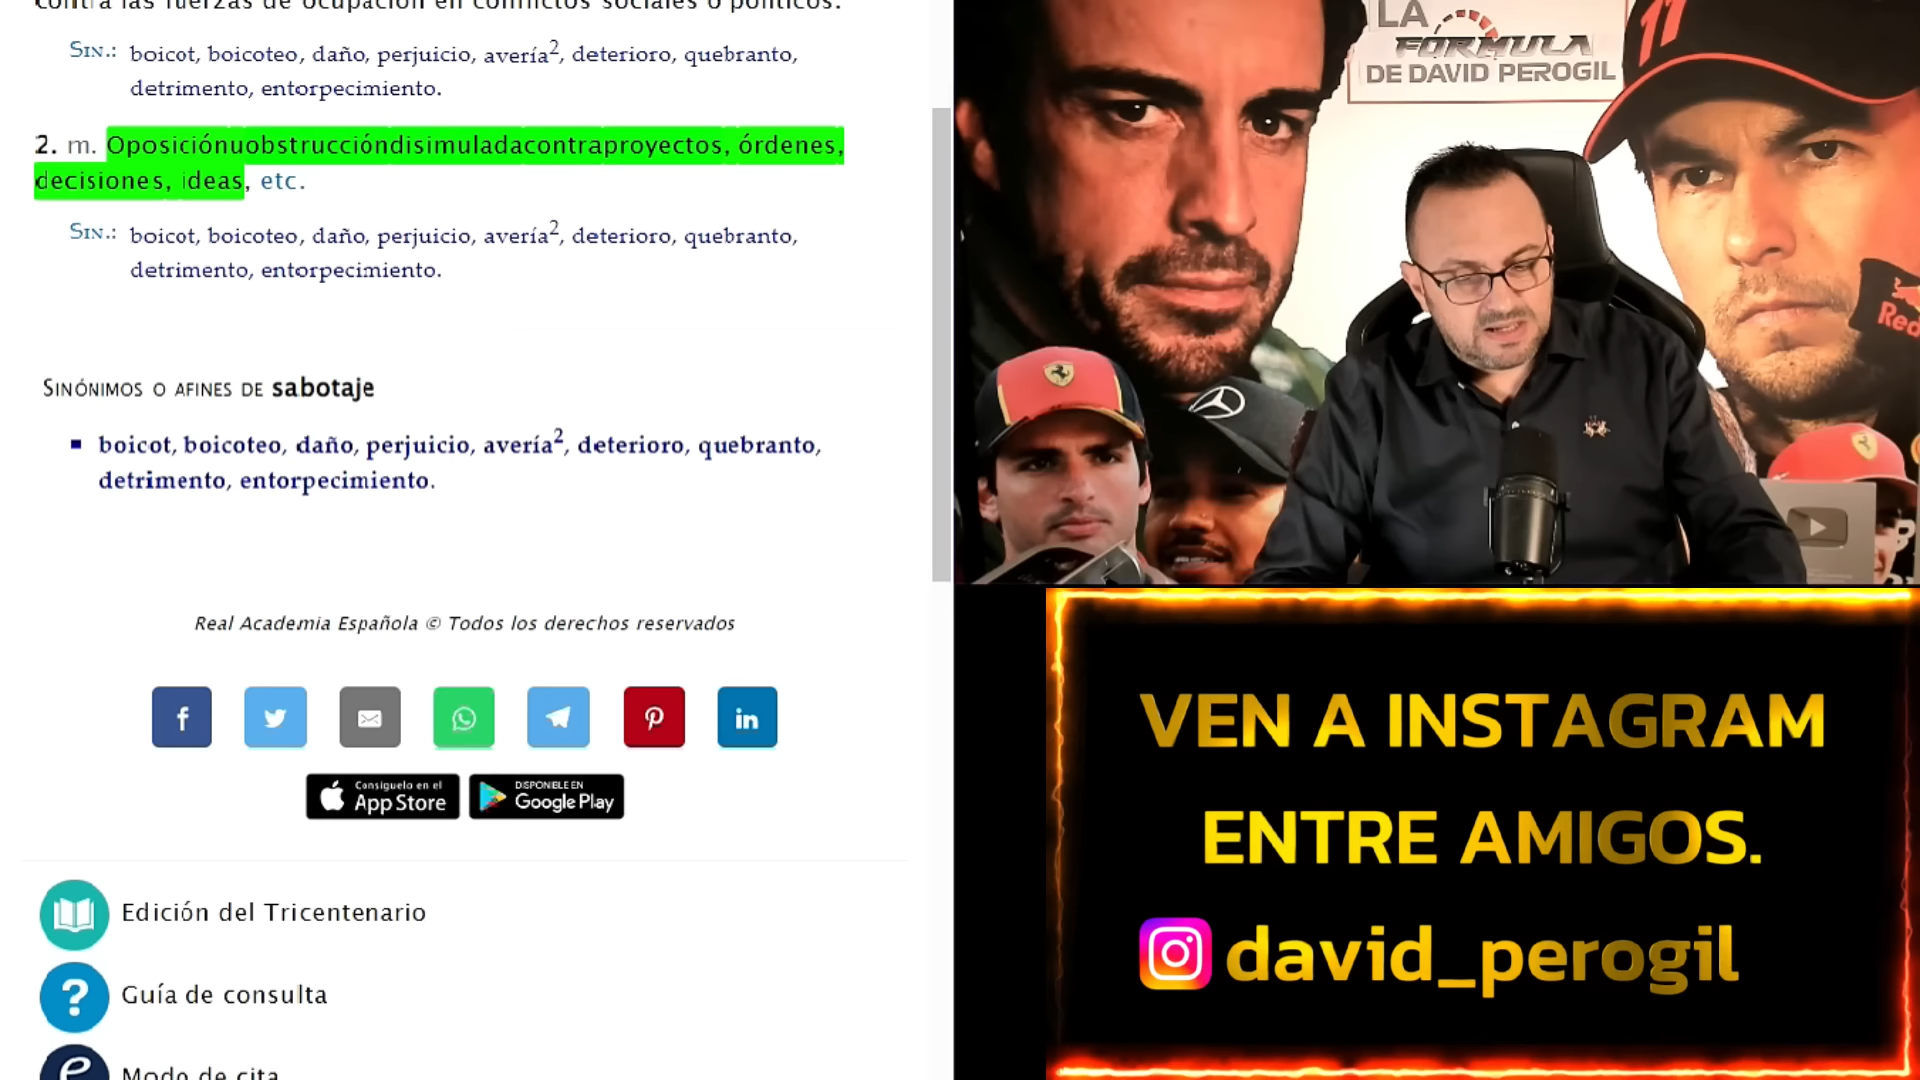 contra las fuerzas de ocupación en conflictos sociales o políticos.
SIN.: boicot, boicoteo, daño, perjuicio, avería2, deterioro, quebranto,
detrimento, entorpecimiento.
2. m. Oposiciónuobstruccióndisimuladacontraproyectos, órdenes,
decisiones, ideas, etc.
SIN.: boicot, boicoteo, daño, perjuicio, avería2, deterioro, quebranto,
detrimento, entorpecimiento.
SINÓNIMOS O AFINES DE sabotaje
boicot, boicoteo, daño, perjuicio, avería2, deterioro, quebranto,
detrimento, entorpecimiento.
Real Academia Española © Todos los derechos reservados
Consíguelo en el
App Store
DISPONIBLE EN
Google Play
Edición del Tricentenario
Guía de consulta
Modo de cita
LA
FORMULA
DE DAVID PEROGIL
11
Red
VEN A INSTAGRAM
ENTRE AMIGOS.
david_perogil